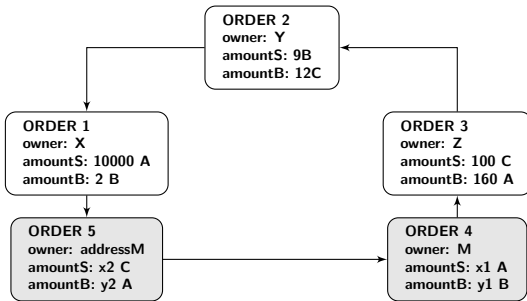 ORDER 2
owner: Y
amountS: 9B
amountB: 12C
ORDER 1
owner: X
amountS: 10000 A
amountB: 2 B
ORDER 3
owner: Z
amountS: 100 C
amountB: 160 A
ORDER 5
owner: addressM
amountS: x2 C
amountB: y2 A
ORDER 4
owner: M
amountS: x1 A
amountB: y1 B